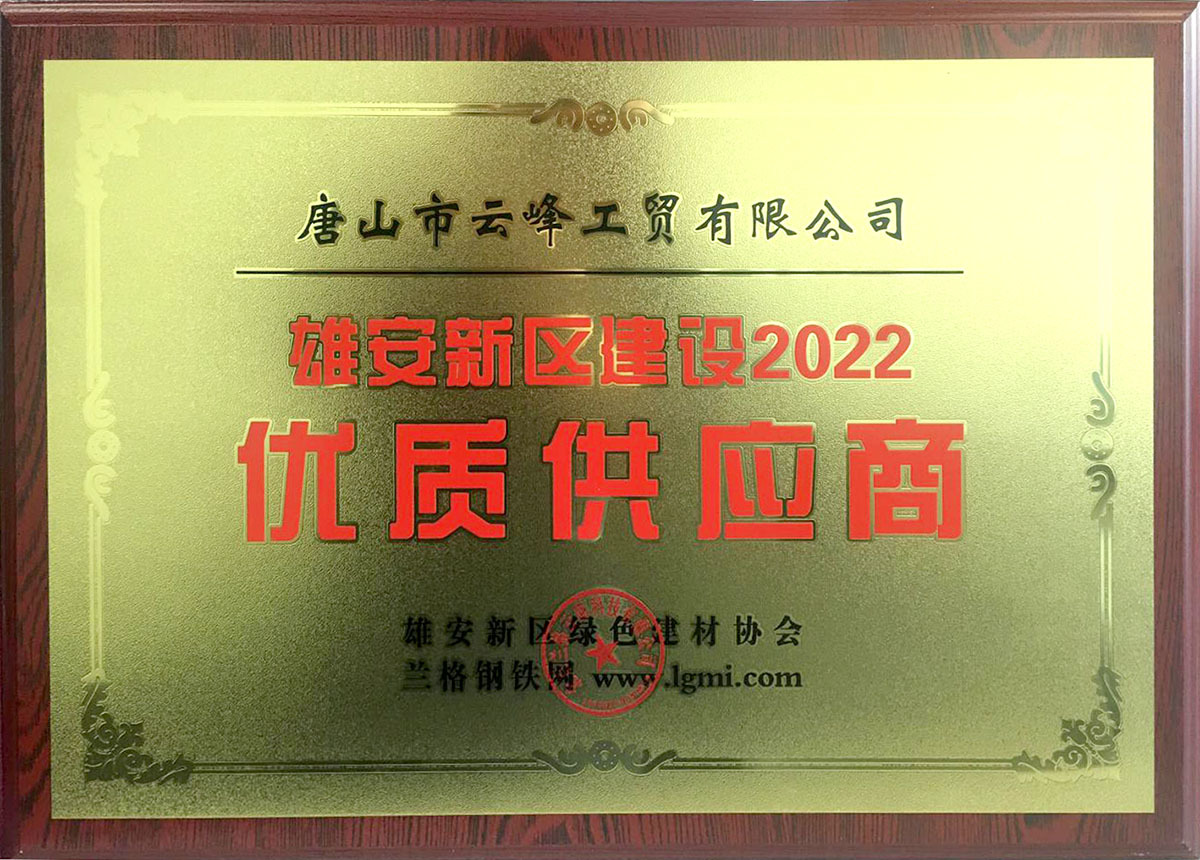 唐山市云峰工贸有限公司
雄安新区建设2022
优质供应商
雄安新区绿色建材协会
兰格钢铁网 www.lgmi.com